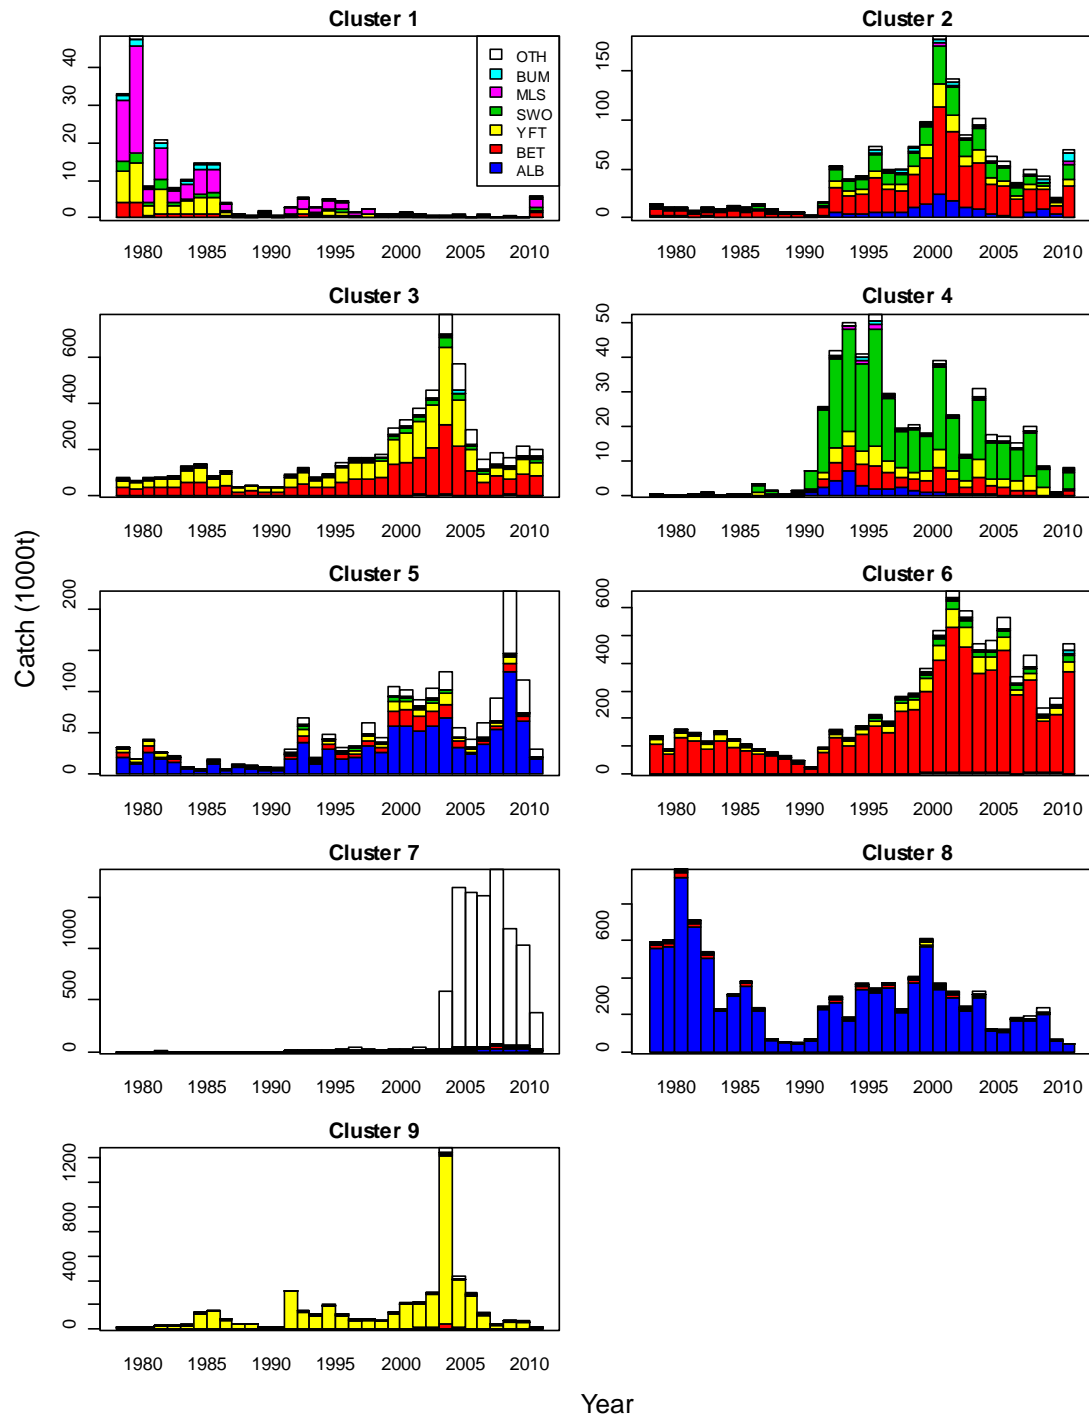 Cluster 1
Cluster 2
0 10 20 30 40
OTH
BUM
MLS
SWO
YFT
BET
ALB
0 50 100 150
1980 1985 1990 1995 2000 2005 2010
1980 1985 1990 1995 2000 2005 2010
Cluster 3
Cluster 4
0 200 400 600
0 10 20 30 40 50
1980 1985 1990 1995 2000 2005 2010
1980 1985 1990 1995 2000 2005 2010
Catch (1000t)
Cluster 5
Cluster 6
0 50 100 200
0 200 400 600
1980 1985 1990 1995 2000 2005 2010
1980 1985 1990 1995 2000 2005 2010
Cluster 7
Cluster 8
0 500 1000
0 200 600
1980 1985 1990 1995 2000 2005 2010
1980 1985 1990 1995 2000 2005 2010
Cluster 9
0 400 800 1200
1980 1985 1990 1995 2000 2005 2010
Year